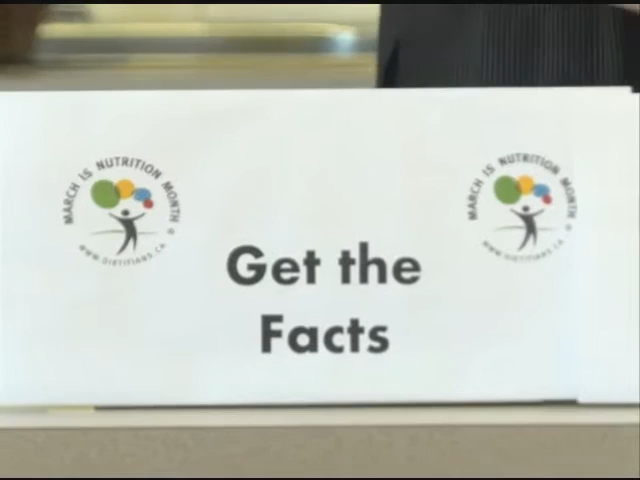 MARCH IS NUTRITION MONTH ®
WWW.DIETITIANS.CA
MARCH IS NUTRITION MONTH ®
WWW.DIETITIANS.CA
Get the
Facts